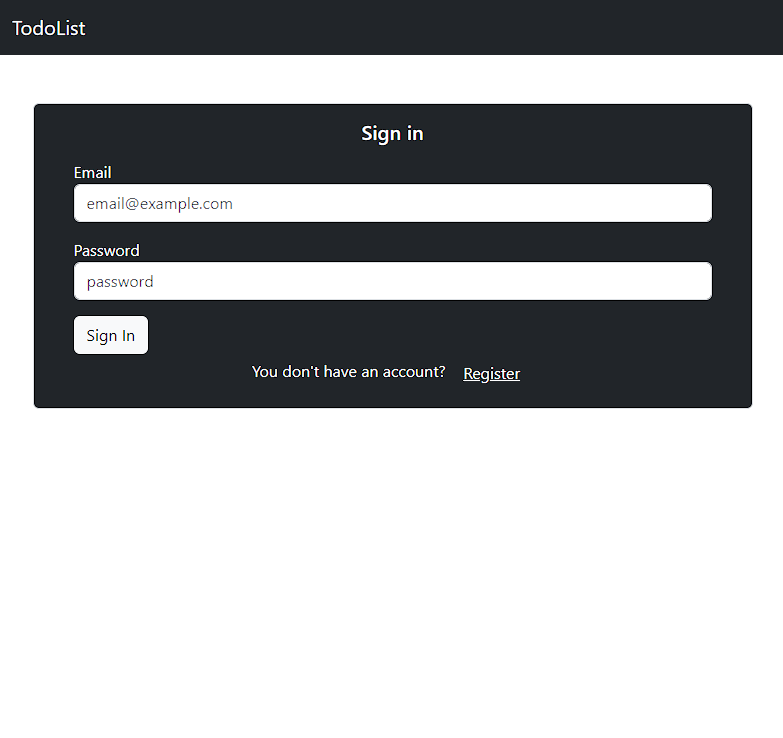 TodoList
Sign in
Email
email@example.com
Password
password
Sign In
You don't have an account? Register